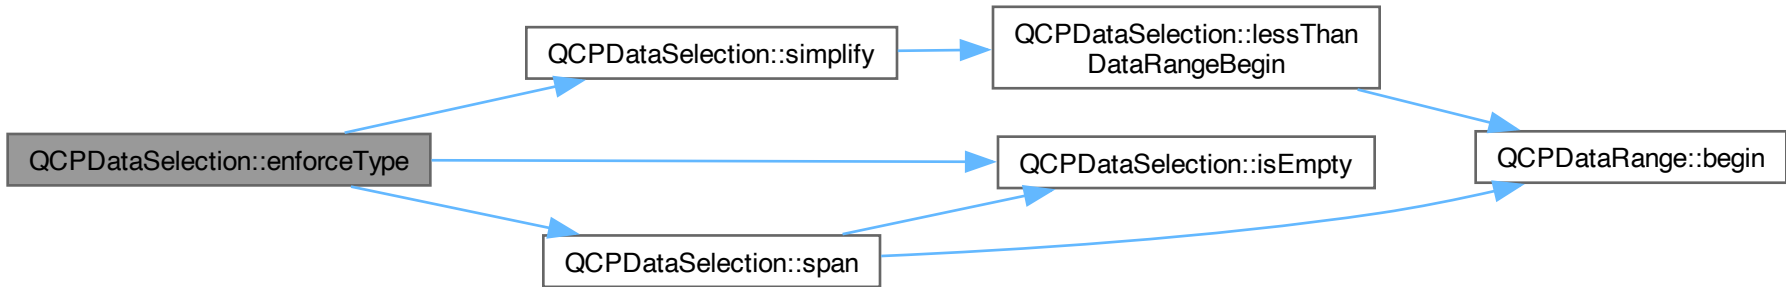 QCPDataSelection::enforceType
QCPDataSelection::simplify
QCPDataSelection::lessThan
DataRangeBegin
QCPDataSelection::isEmpty
QCPDataSelection::span
QCPDataRange::begin